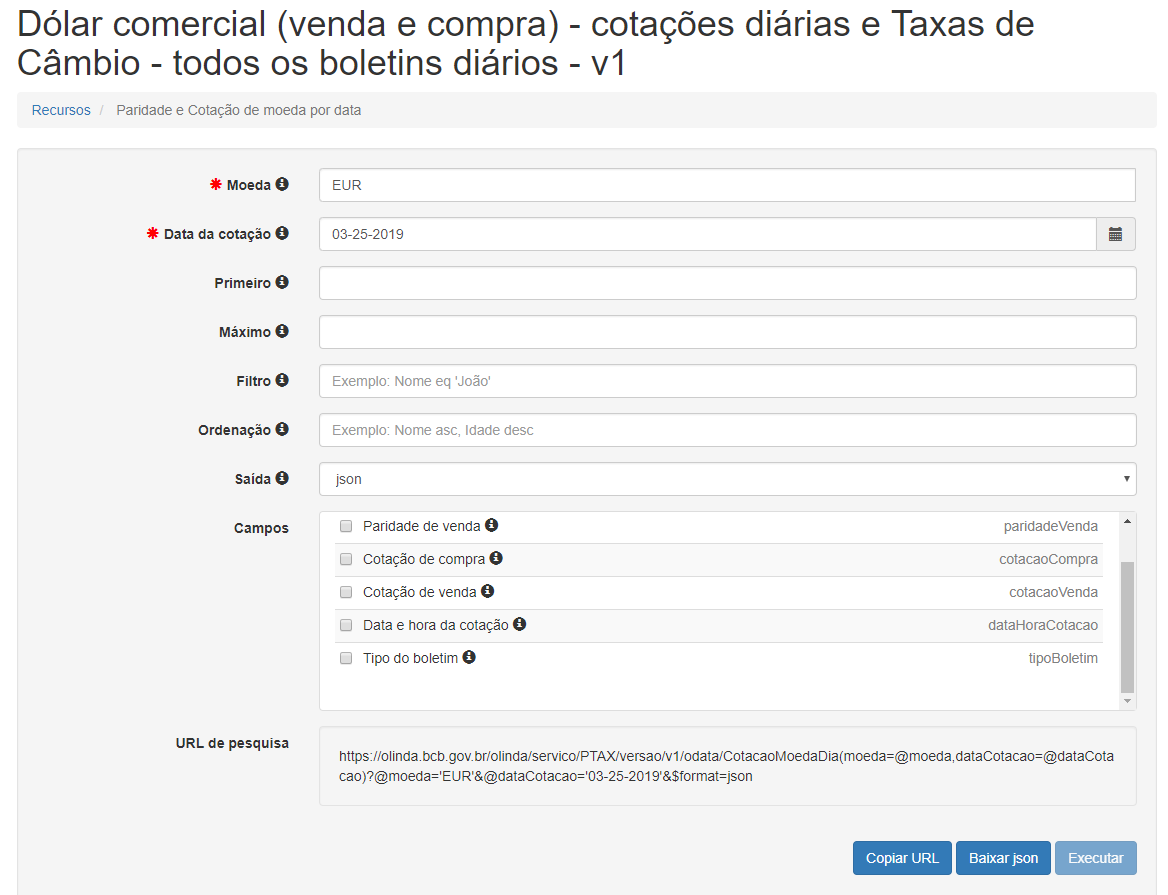 Dólar comercial (venda e compra) - cotações diárias e Taxas de
Câmbio - todos os boletins diários - v1
Recursos / Paridade e Cotação de moeda por data
* Moeda EUR
* Data da cotação 03-25-2019
Primeiro
Máximo
Filtro Exemplo: Nome eq 'João'
Ordenação Exemplo: Nome asc, Idade desc
Saída json
Campos Paridade de venda paridadeVenda
Cotação de compra cotacaoCompra
Cotação de venda cotacaoVenda
Data e hora da cotação dataHoraCotacao
Tipo do boletim tipoBoletim
URL de pesquisa
https://olinda.bcb.gov.br/olinda/servico/PTAX/versao/v1/odata/CotacaoMoedaDia(moeda=@moeda,dataCotacao=@dataCota
cao)?@moeda='EUR'&@dataCotacao='03-25-2019'&$format=json
Copiar URL Baixar json Executar